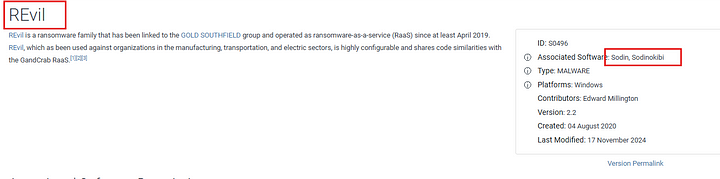 REvil
REvil is a ransomware family that has been linked to the GOLD SOUTHFIELD group and operated as ransomware-as-a-service (RaaS) since at least April 2019.
REvil, which as been used against organizations in the manufacturing, transportation, and electric sectors, is highly configurable and shares code similarities with
the GandCrab RaaS.[1][2][3]
ID: S0496
Associated Software: Sodin, Sodinokibi
Type: MALWARE
Platforms: Windows
Contributors: Edward Millington
Version: 2.2
Created: 04 August 2020
Last Modified: 17 November 2024
Version Permalink